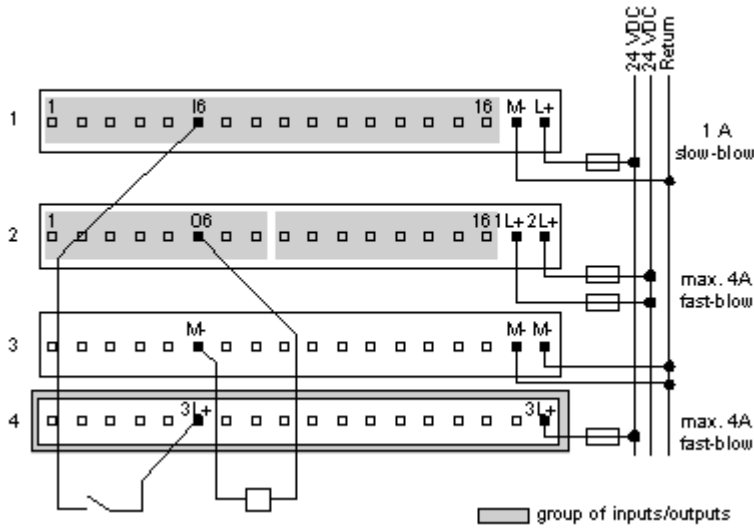 24 VDC
24 VDC
Return
1 I6 16 M- L+
1
1 A
slow-blow
1 O6 16 1L+ 2L+
2
max. 4A
fast-blow
M- M- M-
3
3L+ 3L+
4
max. 4A
fast-blow
group of inputs/outputs